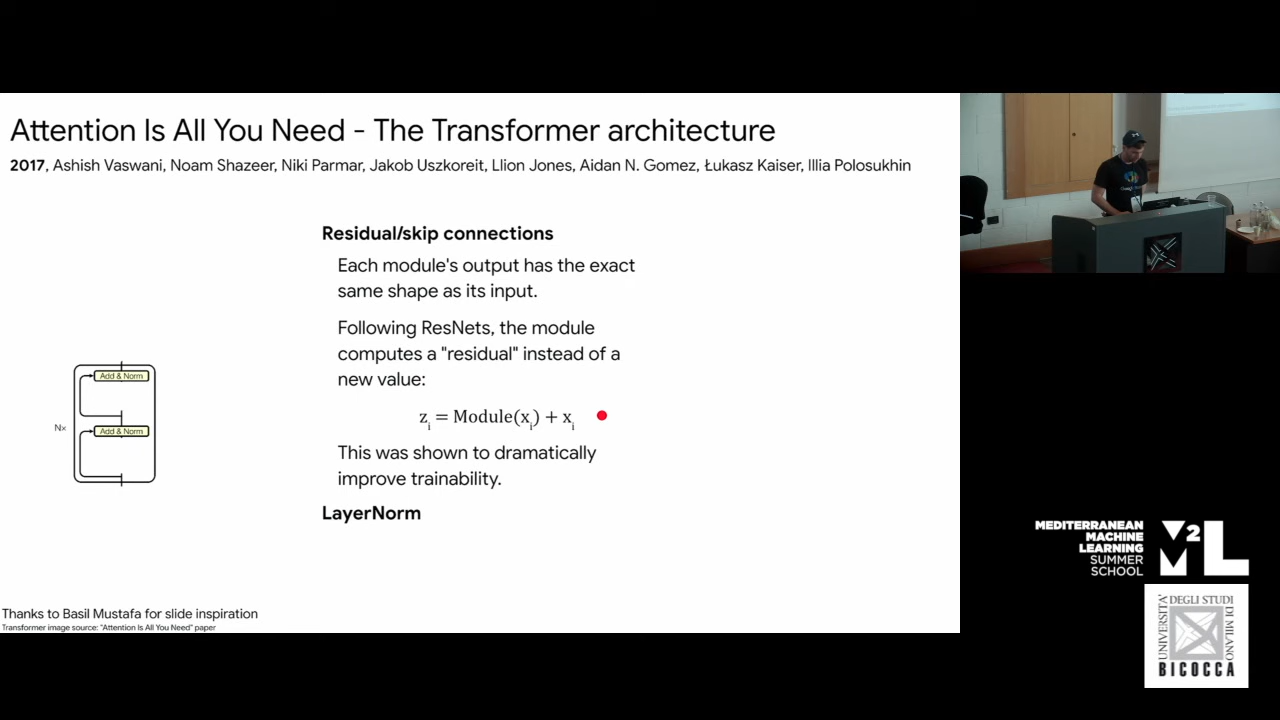 Attention Is All You Need - The Transformer architecture
2017, Ashish Vaswani, Noam Shazeer, Niki Parmar, Jakob Uszkoreit, Llion Jones, Aidan N. Gomez, Łukasz Kaiser, Illia Polosukhin
Residual/skip connections
Each module's output has the exact
same shape as its input.
Following ResNets, the module
computes a "residual" instead of a
new value:
zᵢ = Module(xᵢ) + xᵢ
This was shown to dramatically
improve trainability.
LayerNorm
Add & Norm
Nx
Add & Norm
Thanks to Basil Mustafa for slide inspiration
Transformer image source: "Attention Is All You Need" paper
MEDITERRANEAN
MACHINE
LEARNING
SUMMER
SCHOOL
M2L
UNIVERSITA'
DEGLI STUDI
DI MILANO
BICOCCA